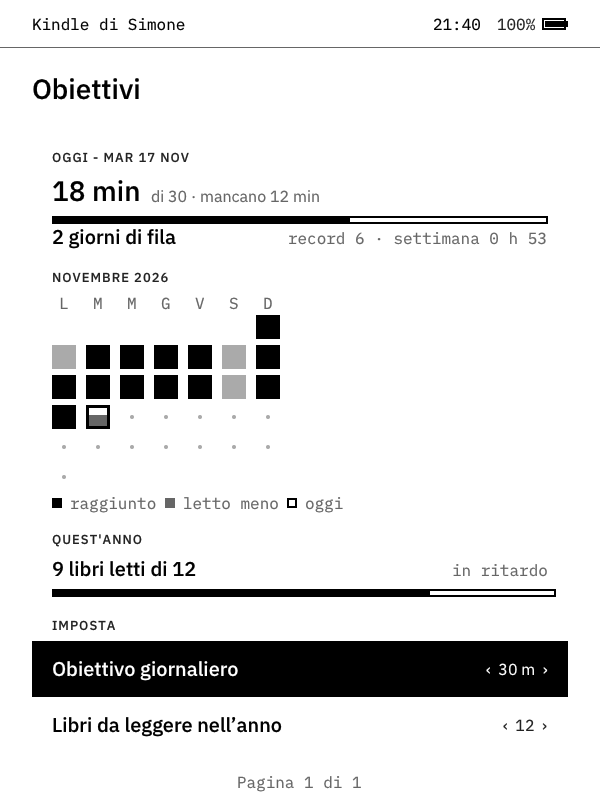 Kindle di Simone 21:40 100%
Obiettivi
OGGI - MAR 17 NOV
18 min di 30 · mancano 12 min
2 giorni di fila record 6 · settimana 0 h 53
NOVEMBRE 2026
L M M G V S D
raggiunto letto meno oggi
QUEST'ANNO
9 libri letti di 12 in ritardo
IMPOSTA
Obiettivo giornaliero ‹ 30 m ›
Libri da leggere nell’anno ‹ 12 ›
Pagina 1 di 1